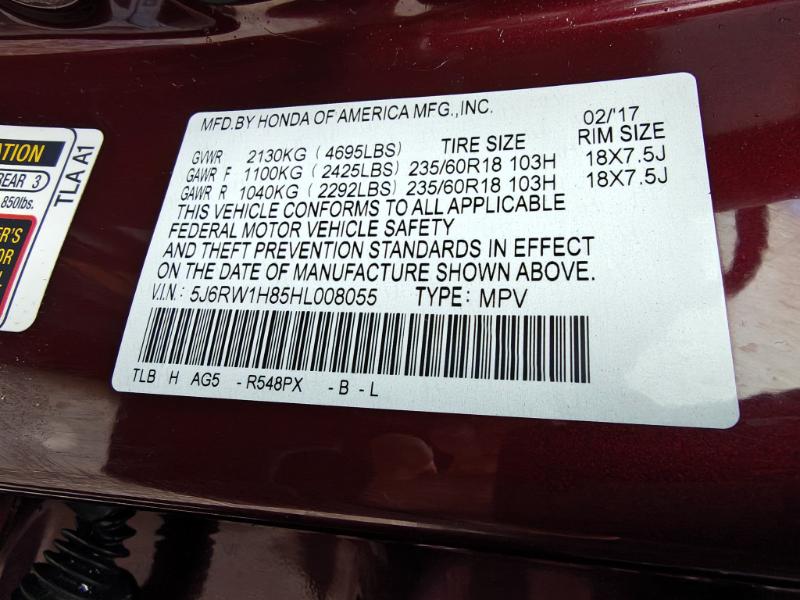 MFD.BY HONDA OF AMERICA MFG.,INC. 02/'17
GVWR 2130KG (4695LBS) TIRE SIZE RIM SIZE
GAWR F 1100KG (2425LBS) 235/60R18 103H 18X7.5J
GAWR R 1040KG (2292LBS) 235/60R18 103H 18X7.5J
THIS VEHICLE CONFORMS TO ALL APPLICABLE
FEDERAL MOTOR VEHICLE SAFETY
AND THEFT PREVENTION STANDARDS IN EFFECT
ON THE DATE OF MANUFACTURE SHOWN ABOVE.
V.I.N.: 5J6RW1H85HL008055 TYPE: MPV
TLB H AG5 -R548PX -B-L
REAR 3
850lbs.
TLA A1